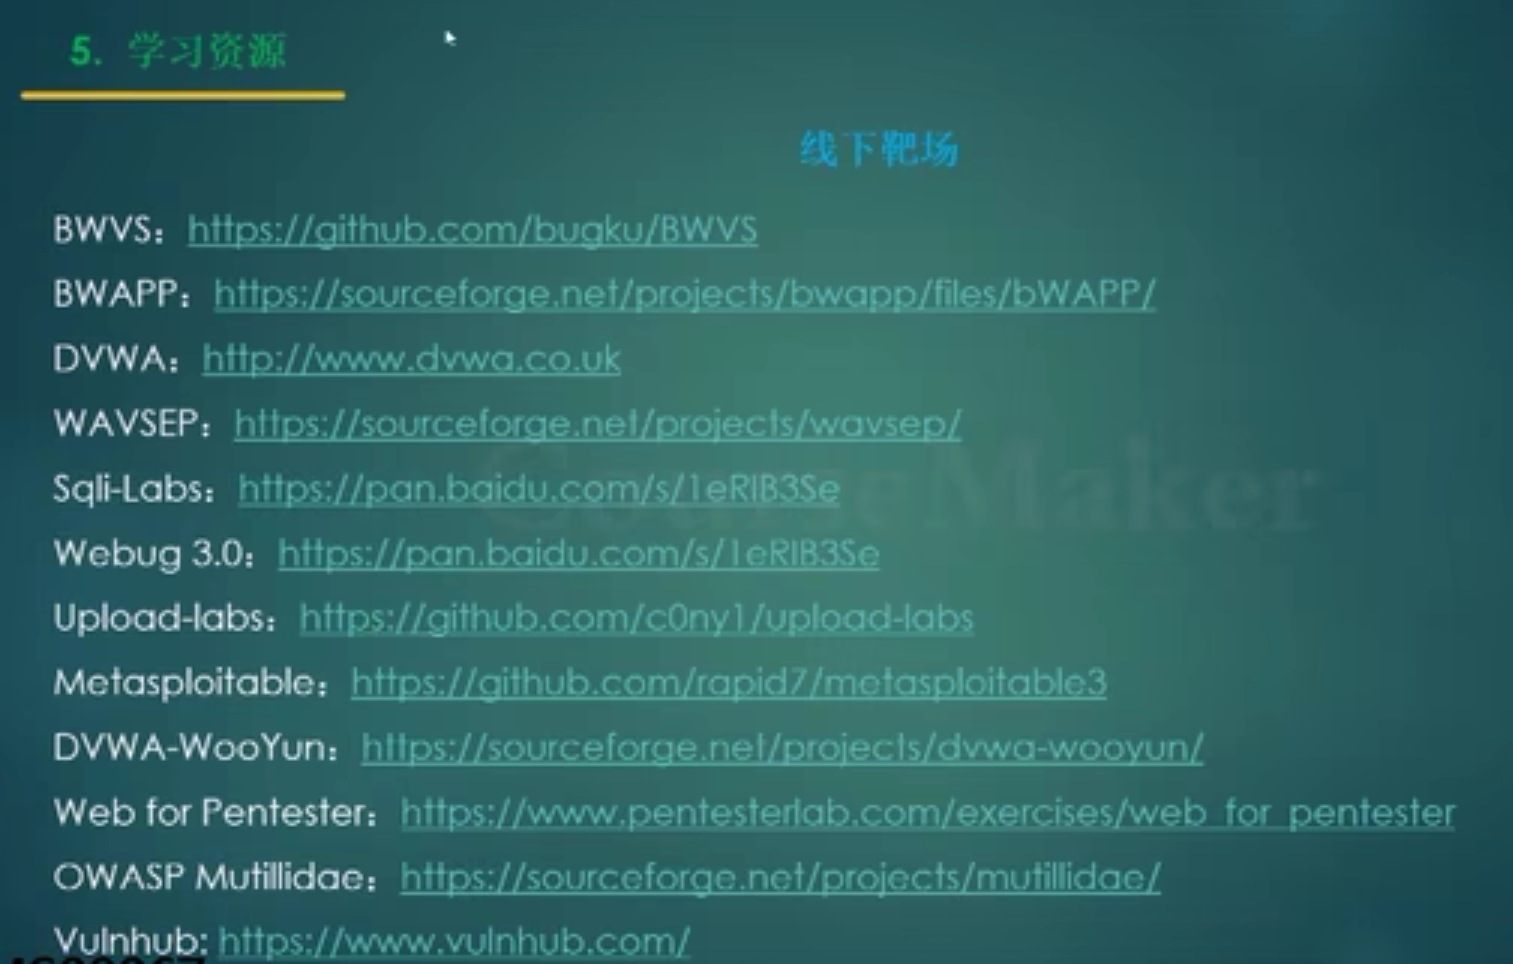 5. 学习资源
线下靶场
BWVS：https://github.com/bugku/BWVS
BWAPP：https://sourceforge.net/projects/bwapp/files/bWAPP/
DVWA：http://www.dvwa.co.uk
WAVSEP：https://sourceforge.net/projects/wavsep/
Sqli-Labs：https://pan.baidu.com/s/1eRIB3Se
Webug 3.0：https://pan.baidu.com/s/1eRIB3Se
Upload-labs：https://github.com/c0ny1/upload-labs
Metasploitable：https://github.com/rapid7/metasploitable3
DVWA-WooYun：https://sourceforge.net/projects/dvwa-wooyun/
Web for Pentester：https://www.pentesterlab.com/exercises/web_for_pentester
OWASP Mutillidae：https://sourceforge.net/projects/mutillidae/
Vulnhub: https://www.vulnhub.com/
CourseMaker